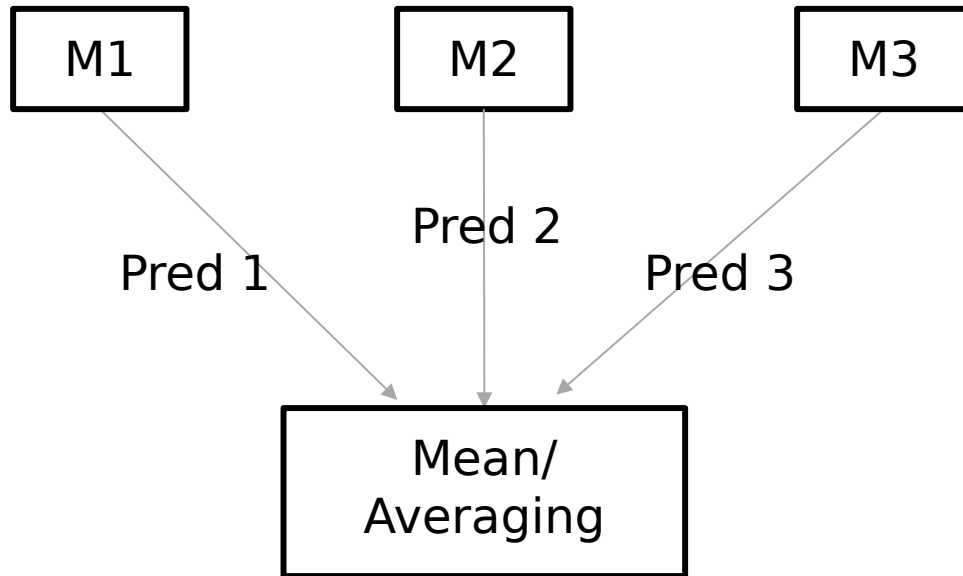 M1
M2
M3
Pred 2
Pred 1
Pred 3
Mean/
Averaging